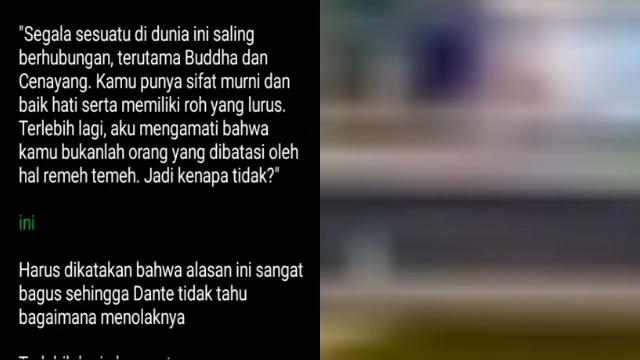 "Segala sesuatu di dunia ini saling
berhubungan, terutama Buddha dan
Cenayang. Kamu punya sifat murni dan
baik hati serta memiliki roh yang lurus.
Terlebih lagi, aku mengamati bahwa
kamu bukanlah orang yang dibatasi oleh
hal remeh temeh. Jadi kenapa tidak?"
ini
Harus dikatakan bahwa alasan ini sangat
bagus sehingga Dante tidak tahu
bagaimana menolaknya